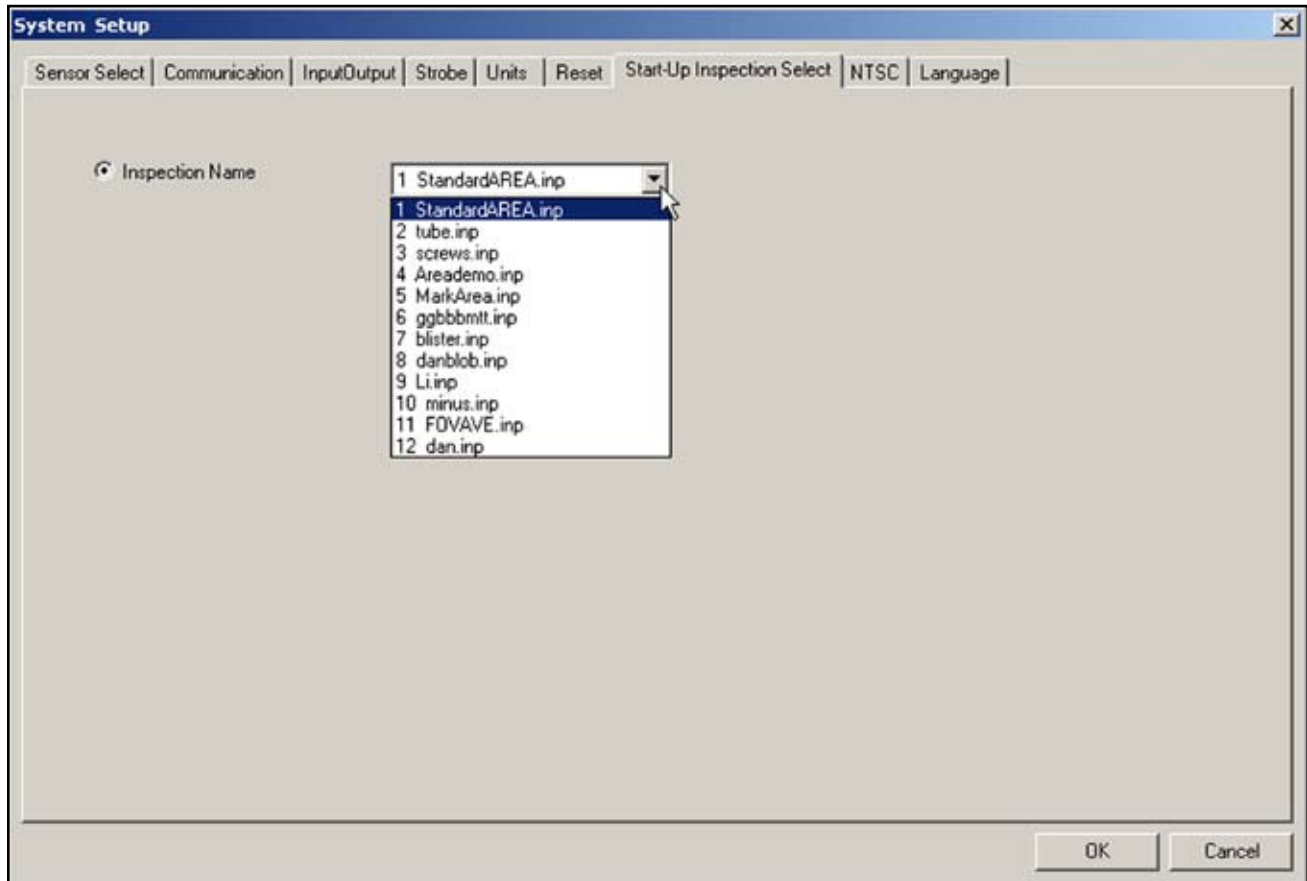 System Setup
Sensor Select Communication InputOutput Strobe Units Reset Start-Up Inspection Select NTSC Language
Inspection Name
1 StandardAREA.inp
1 StandardAREA.inp
2 tube.inp
3 screws.inp
4 Areademo.inp
5 MarkArea.inp
6 ggbbbmtt.inp
7 blister.inp
8 danblob.inp
9 Li.inp
10 minus.inp
11 FOVAVE.inp
12 dan.inp
OK Cancel